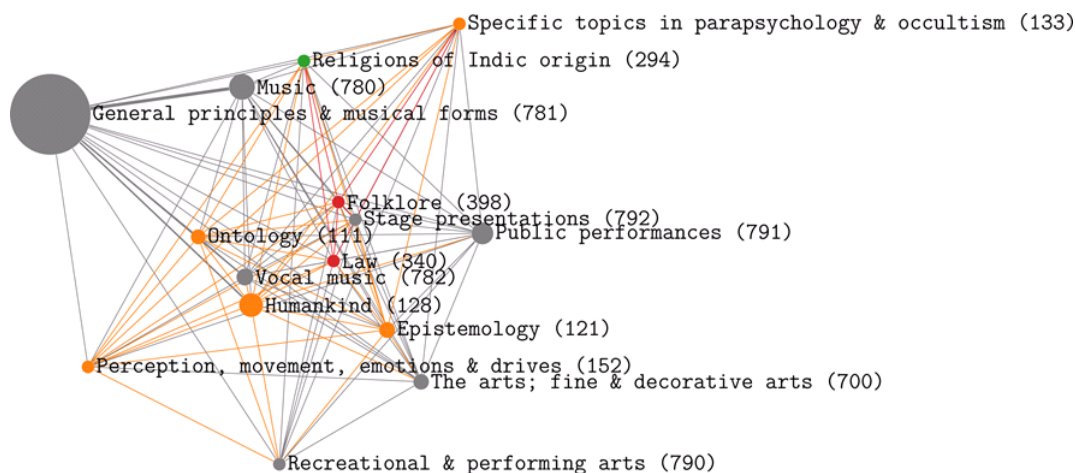 Specific topics in parapsychology & occultism (133)
Religions of Indic origin (294)
Music (780)
General principles & musical forms (781)
Folklore (398)
Stage presentations (792)
Public performances (791)
Ontology (111)
Law (340)
Vocal music (782)
Humankind (128)
Epistemology (121)
Perception, movement, emotions & drives (152)
The arts; fine & decorative arts (700)
Recreational & performing arts (790)